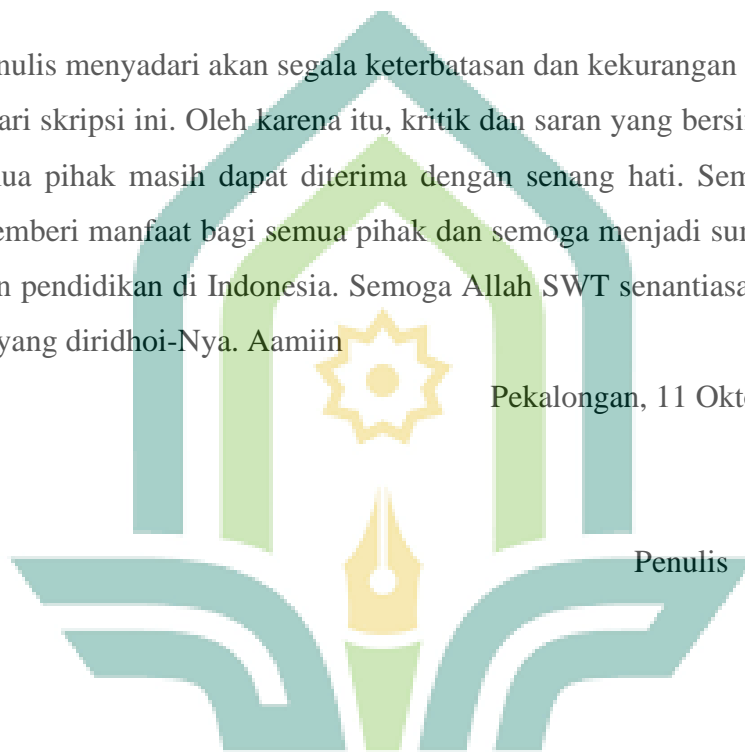 nulis menyadari akan segala keterbatasan dan kekurangan
ari skripsi ini. Oleh karena itu, kritik dan saran yang bersi
ua pihak masih dapat diterima dengan senang hati. Sem
emberi manfaat bagi semua pihak dan semoga menjadi su
n pendidikan di Indonesia. Semoga Allah SWT senantiasa
yang diridhoi-Nya. Aamiin
Pekalongan, 11 Okt
Penulis